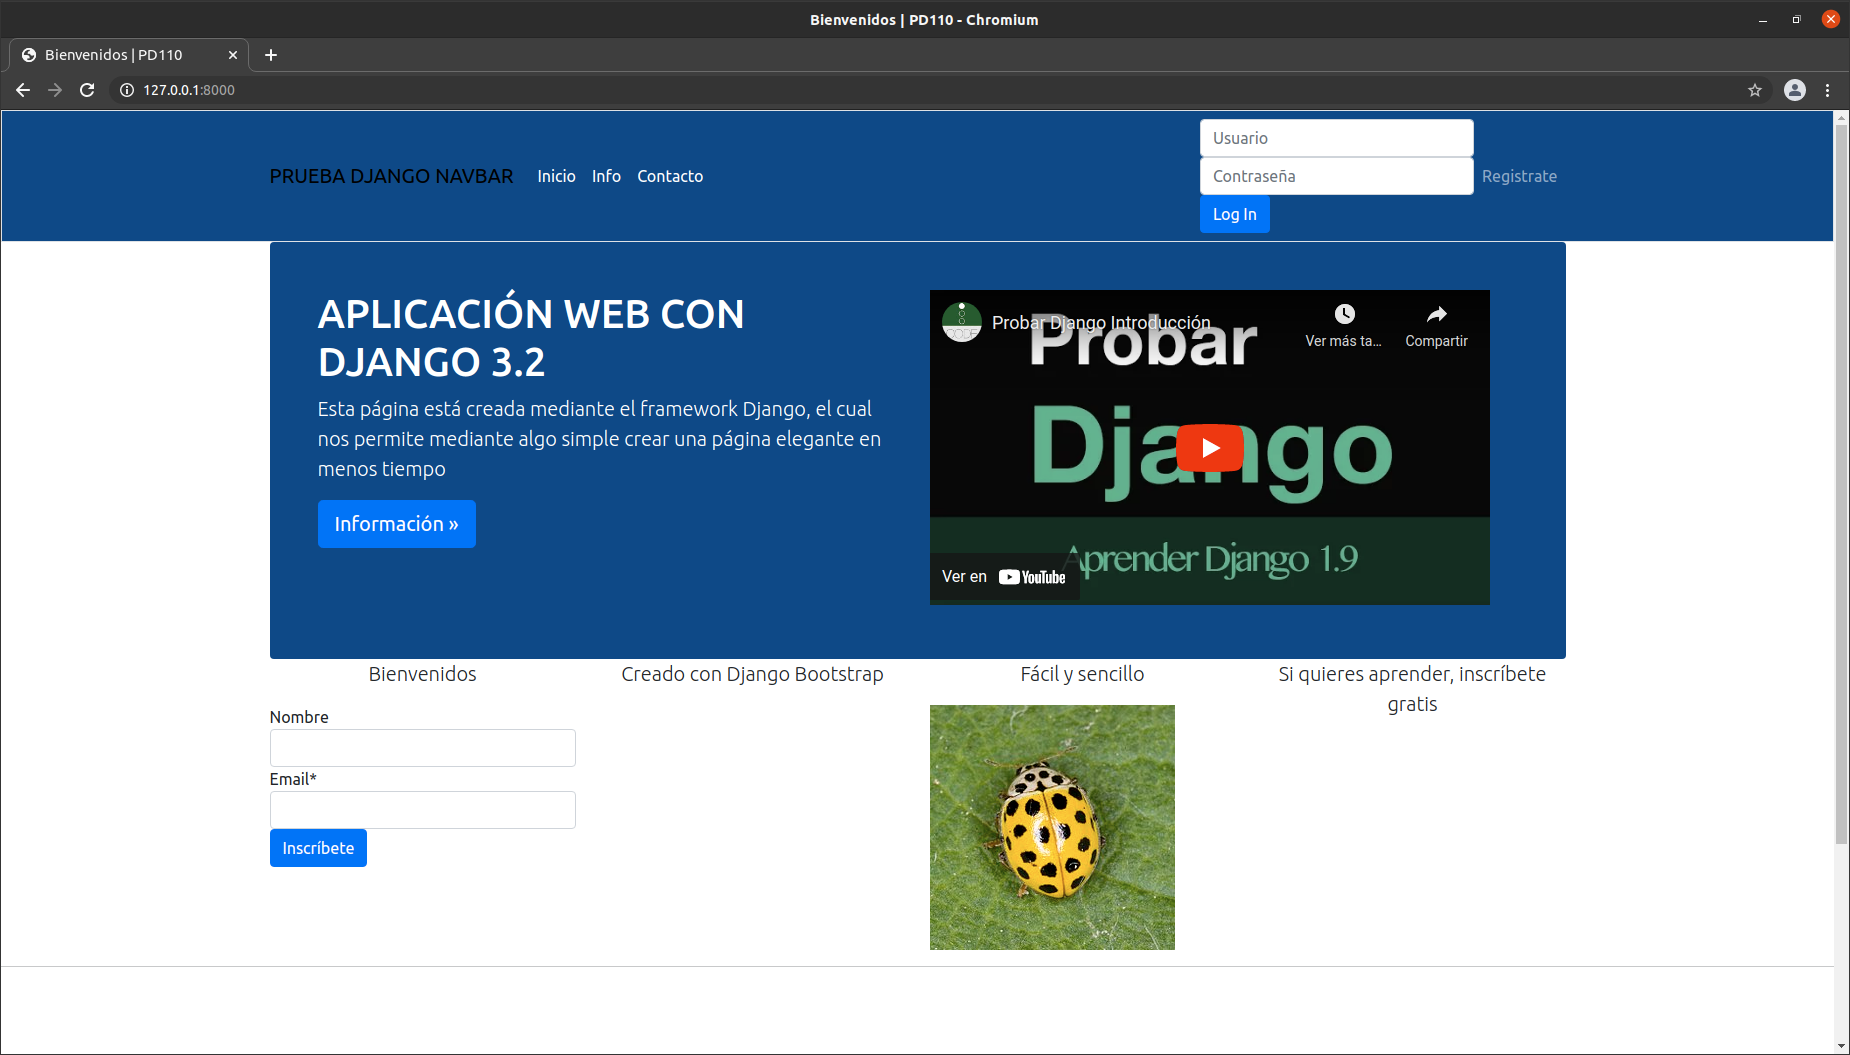 Bienvenidos | PD110 - Chromium
Bienvenidos | PD110
127.0.0.1:8000
PRUEBA DJANGO NAVBAR
Inicio
Info
Contacto
Usuario
Contraseña
Log In
Registrate
APLICACIÓN WEB CON
DJANGO 3.2
Esta página está creada mediante el framework Django, el cual
nos permite mediante algo simple crear una página elegante en
menos tiempo
Información »
CODE
Probar Django Introducción
Ver más ta...
Compartir
Probar
Django
Aprender Django 1.9
Ver en YouTube
Bienvenidos
Creado con Django Bootstrap
Fácil y sencillo
Si quieres aprender, inscríbete
gratis
Nombre
Email*
Inscríbete